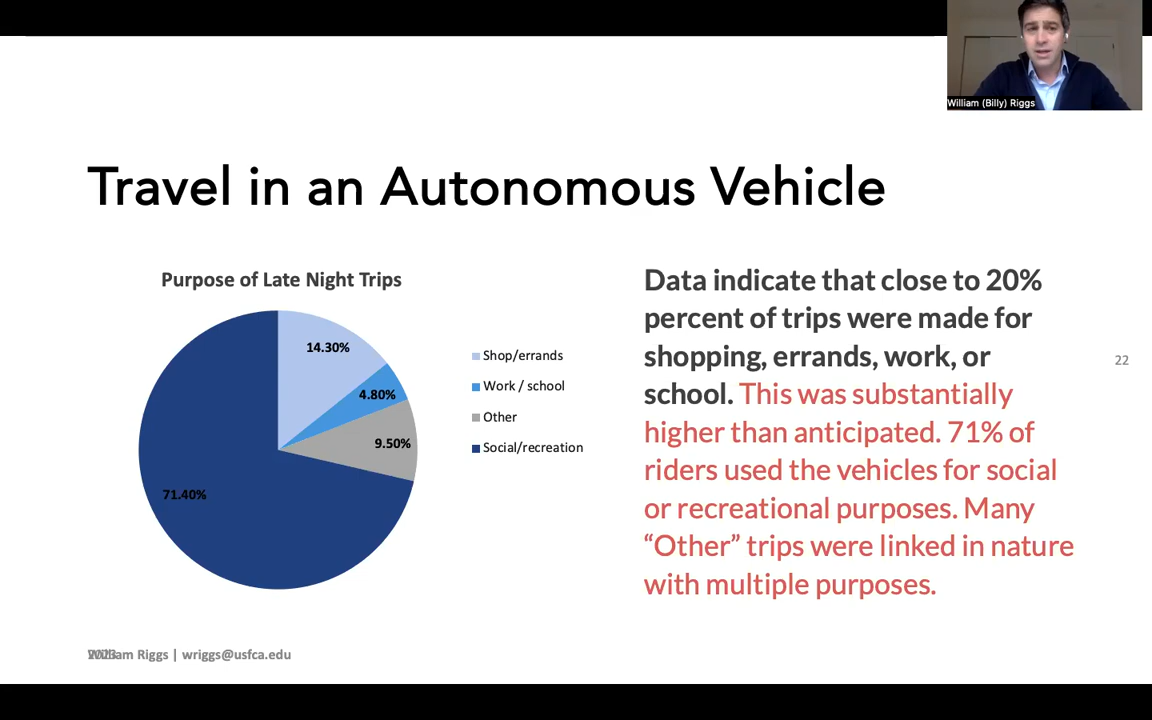 William (Billy) Riggs
Travel in an Autonomous Vehicle
Purpose of Late Night Trips
14.30%
4.80%
9.50%
71.40%
Shop/errands
Work / school
Other
Social/recreation
Data indicate that close to 20%
percent of trips were made for
shopping, errands, work, or
school. This was substantially
higher than anticipated. 71% of
riders used the vehicles for social
or recreational purposes. Many
“Other” trips were linked in nature
with multiple purposes.
22
William Riggs | wriggs@usfca.edu